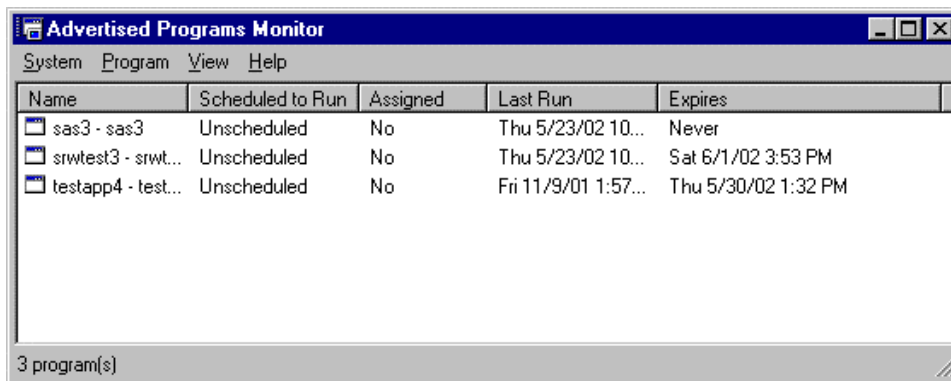 Advertised Programs Monitor
System Program View Help
Name Scheduled to Run Assigned Last Run Expires
sas3 - sas3 Unscheduled No Thu 5/23/02 10... Never
srwtest3 - srwt... Unscheduled No Thu 5/23/02 10... Sat 6/1/02 3:53 PM
testapp4 - test... Unscheduled No Fri 11/9/01 1:57... Thu 5/30/02 1:32 PM
3 program(s)